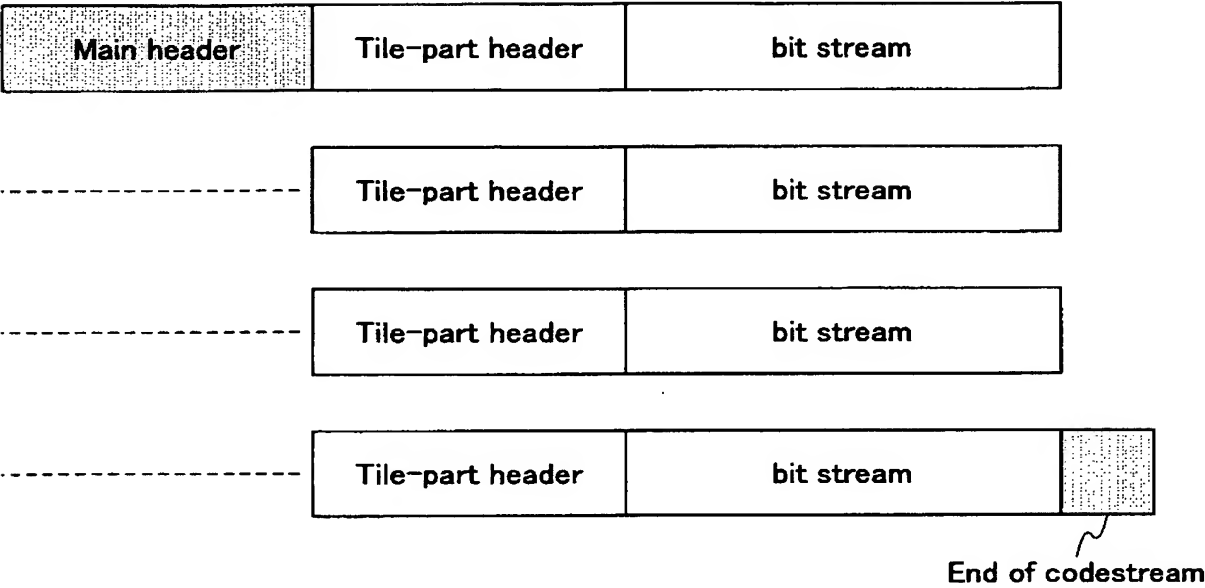 Main header Tile-part header bit stream
Tile-part header bit stream
Tile-part header bit stream
Tile-part header bit stream
End of codestream